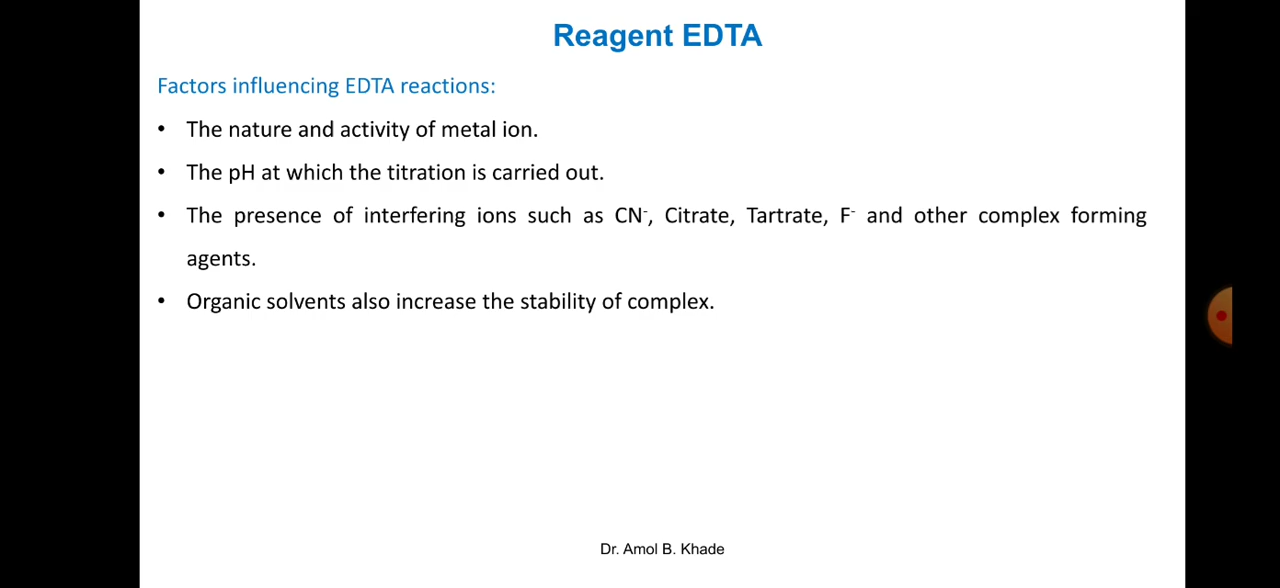 Reagent EDTA
Factors influencing EDTA reactions:
• The nature and activity of metal ion.
• The pH at which the titration is carried out.
• The presence of interfering ions such as CN⁻, Citrate, Tartrate, F⁻ and other complex forming
agents.
• Organic solvents also increase the stability of complex.
Dr. Amol B. Khade